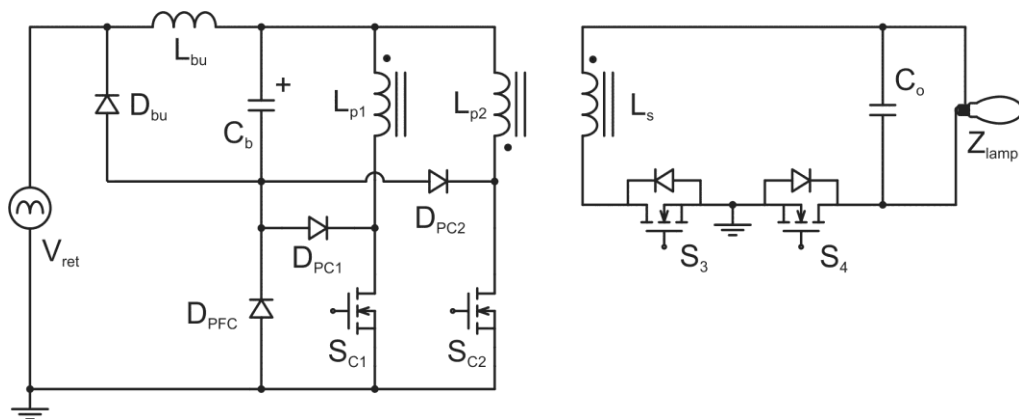 L_bu
D_bu
C_b
+
L_p1
L_p2
D_PC2
D_PC1
D_PFC
S_C1
S_C2
V_ret
L_s
C_o
Z_lamp
S_3
S_4